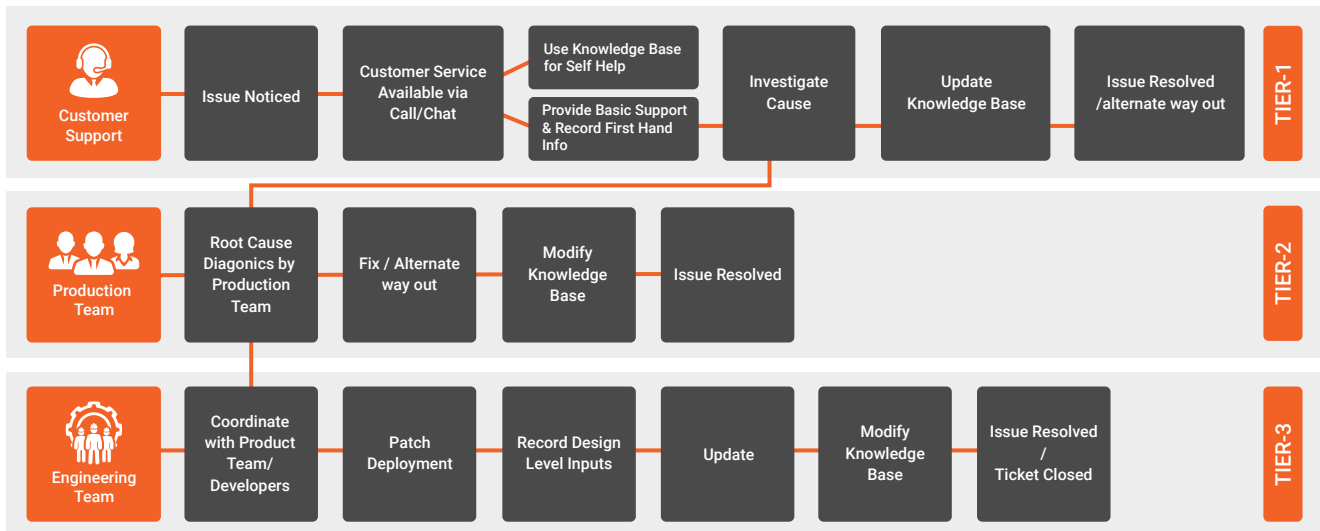 Customer
Support
Issue Noticed
Customer Service
Available via
Call/Chat
Use Knowledge Base
for Self Help
Provide Basic Support
& Record First Hand
Info
Investigate
Cause
Update
Knowledge Base
Issue Resolved
/alternate way out
TIER-1
Production
Team
Root Cause
Diagonics by
Production
Team
Fix / Alternate
way out
Modify
Knowledge
Base
Issue Resolved
TIER-2
Engineering
Team
Coordinate
with Product
Team/
Developers
Patch
Deployment
Record Design
Level Inputs
Update
Modify
Knowledge
Base
Issue Resolved
/
Ticket Closed
TIER-3